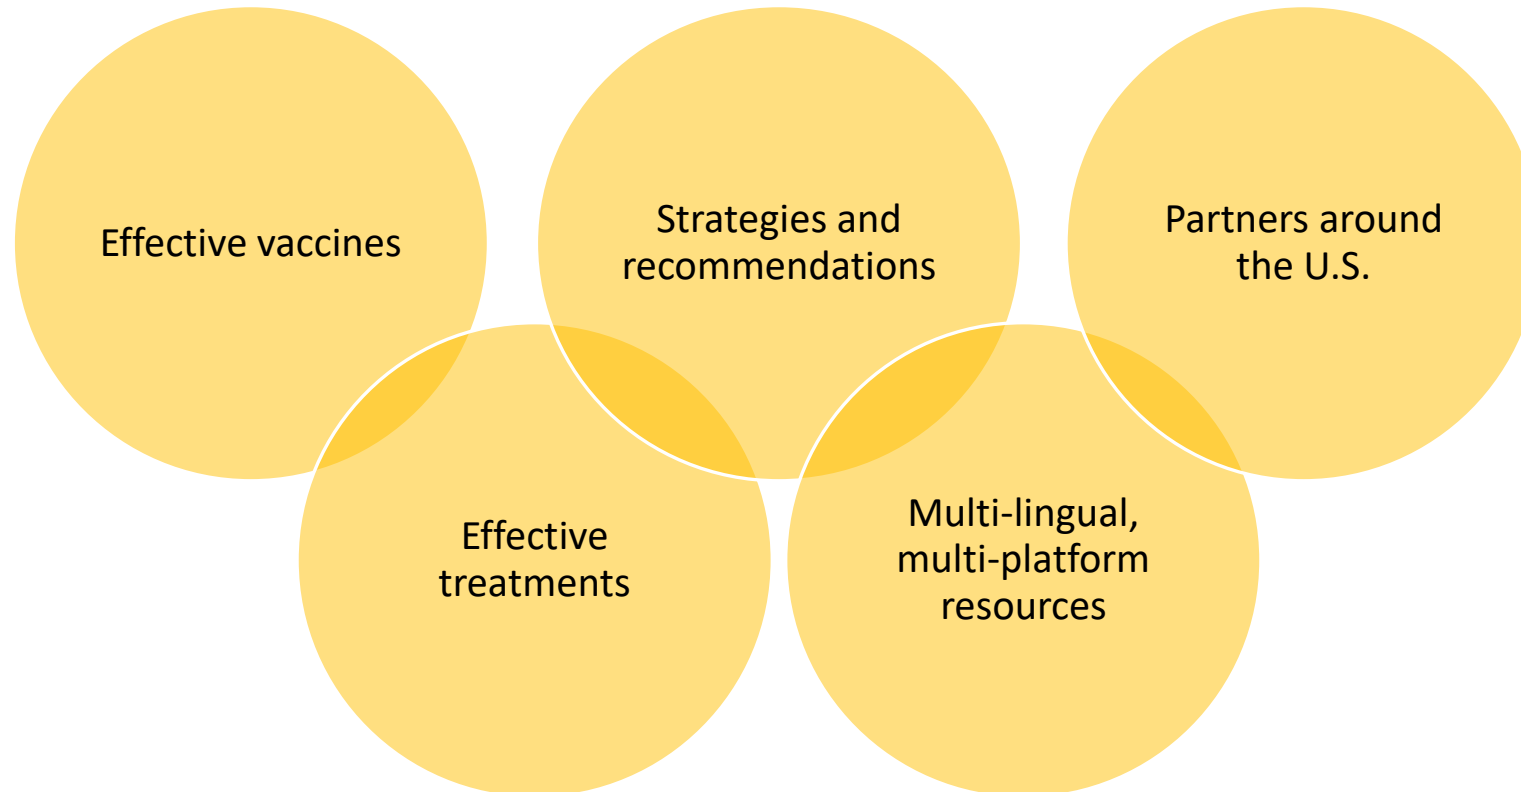 Effective vaccines
Strategies and
recommendations
Partners around
the U.S.
Effective
treatments
Multi-lingual,
multi-platform
resources